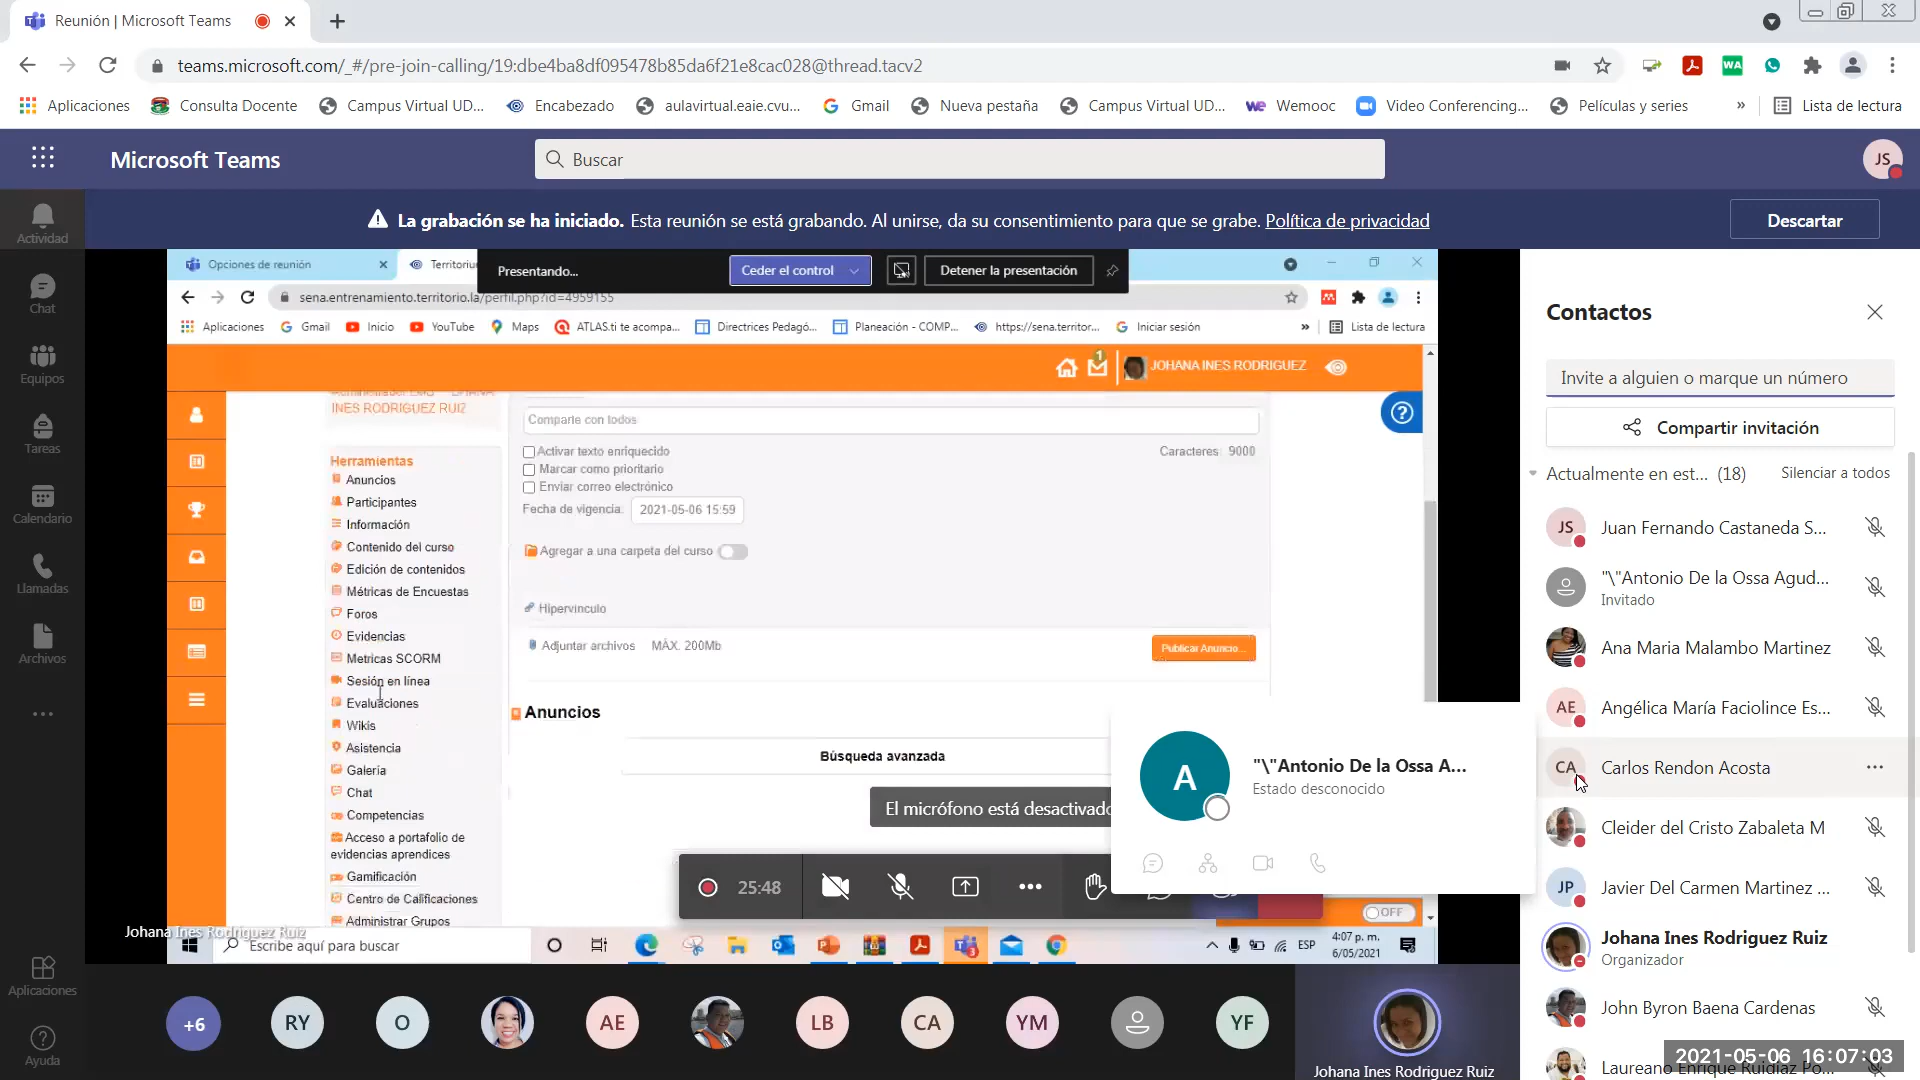 Reunión | Microsoft Teams
teams.microsoft.com/_#/pre-join-calling/19:dbe4ba8df095478b85da6f21e8cac028@thread.tacv2
Aplicaciones
Consulta Docente
Campus Virtual UD...
Encabezado
aulavirtual.eaie.cvu...
Gmail
Nueva pestaña
Campus Virtual UD...
Wemooc
Video Conferencing...
Películas y series
»
Lista de lectura
Microsoft Teams
Buscar
JS
La grabación se ha iniciado. Esta reunión se está grabando. Al unirse, da su consentimiento para que se grabe. Política de privacidad
Descartar
Actividad
Chat
Equipos
Tareas
Calendario
Llamadas
Archivos
Aplicaciones
Ayuda
Opciones de reunión
Presentando...
Ceder el control
Detener la presentación
sena.entrenamiento.territorio.la/perfil.php?id=4959155
Aplicaciones
Gmail
Inicio
YouTube
Maps
ATLAS.ti te acompa...
Directrices Pedagó...
Planeación - COMP...
https://sena.territor...
Iniciar sesión
»
Lista de lectura
1
JOHANA INES RODRIGUEZ
INES RODRIGUEZ RUIZ
Herramientas
Anuncios
Participantes
Información
Contenido del curso
Edición de contenidos
Métricas de Encuestas
Foros
Evidencias
Metricas SCORM
Sesión en línea
Evaluaciones
Wikis
Asistencia
Galería
Chat
Competencias
Acceso a portafolio de
evidencias aprendices
Gamificación
Centro de Calificaciones
Administrar Grupos
Comparte con todos
Activar texto enriquecido
Caracteres: 9000
Marcar como prioritario
Enviar correo electrónico
Fecha de vigencia: 2021-05-06 15:59
Agregar a una carpeta del curso
Hipervínculo
Adjuntar archivos MÁX. 200Mb
Publicar Anuncio...
Anuncios
Búsqueda avanzada
El micrófono está desactivado
25:48
"\"Antonio De la Ossa A...
Estado desconocido
A
OFF
Johana Ines Rodriguez Ruiz
Escribe aquí para buscar
ESP
4:07 p. m.
6/05/2021
Contactos
Invite a alguien o marque un número
Compartir invitación
Actualmente en est... (18)
Silenciar a todos
JS
Juan Fernando Castaneda S...
"\"Antonio De la Ossa Agud...
Invitado
Ana Maria Malambo Martinez
AE
Angélica María Faciolince Es...
CA
Carlos Rendon Acosta
Cleider del Cristo Zabaleta M
JP
Javier Del Carmen Martinez ...
Johana Ines Rodriguez Ruiz
Organizador
John Byron Baena Cardenas
Laureano Enrique Ruidiaz Po...
+6
RY
O
AE
LB
CA
YM
YF
Johana Ines Rodriguez Ruiz
2021-05-06 16:07:03